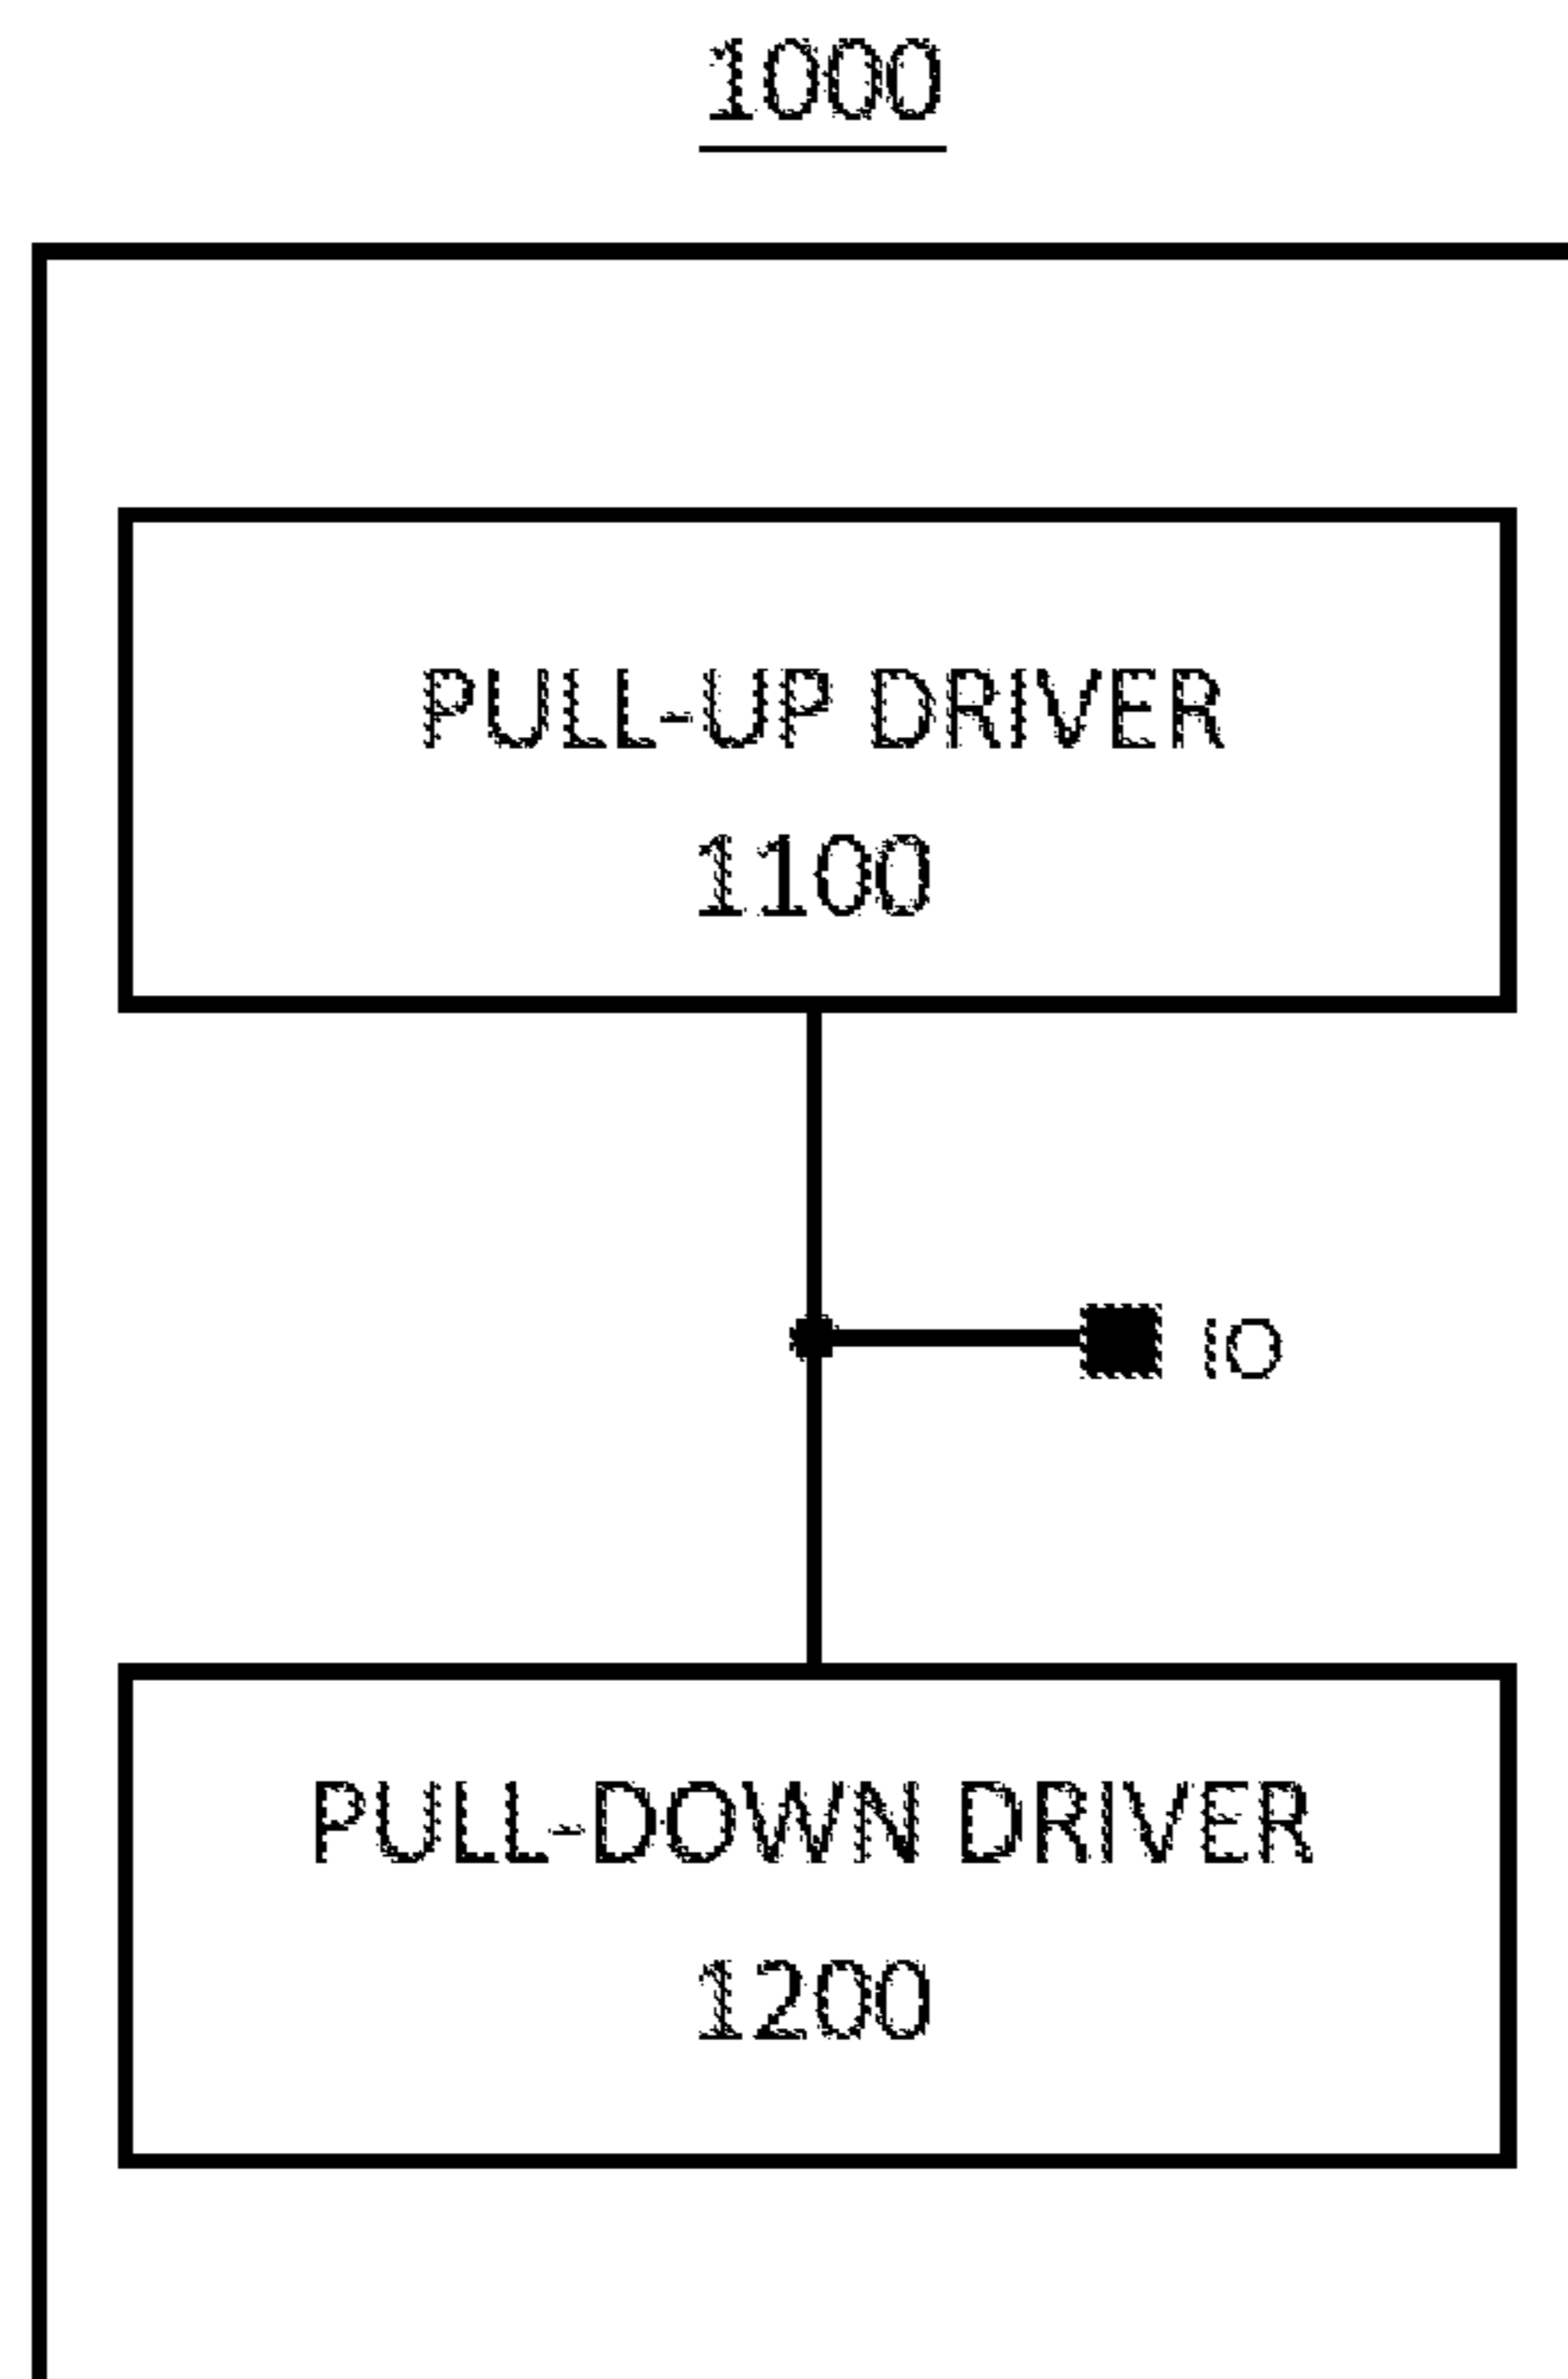 1000
PULL-UP DRIVER
1100
IO
PULL-DOWN DRIVER
1200